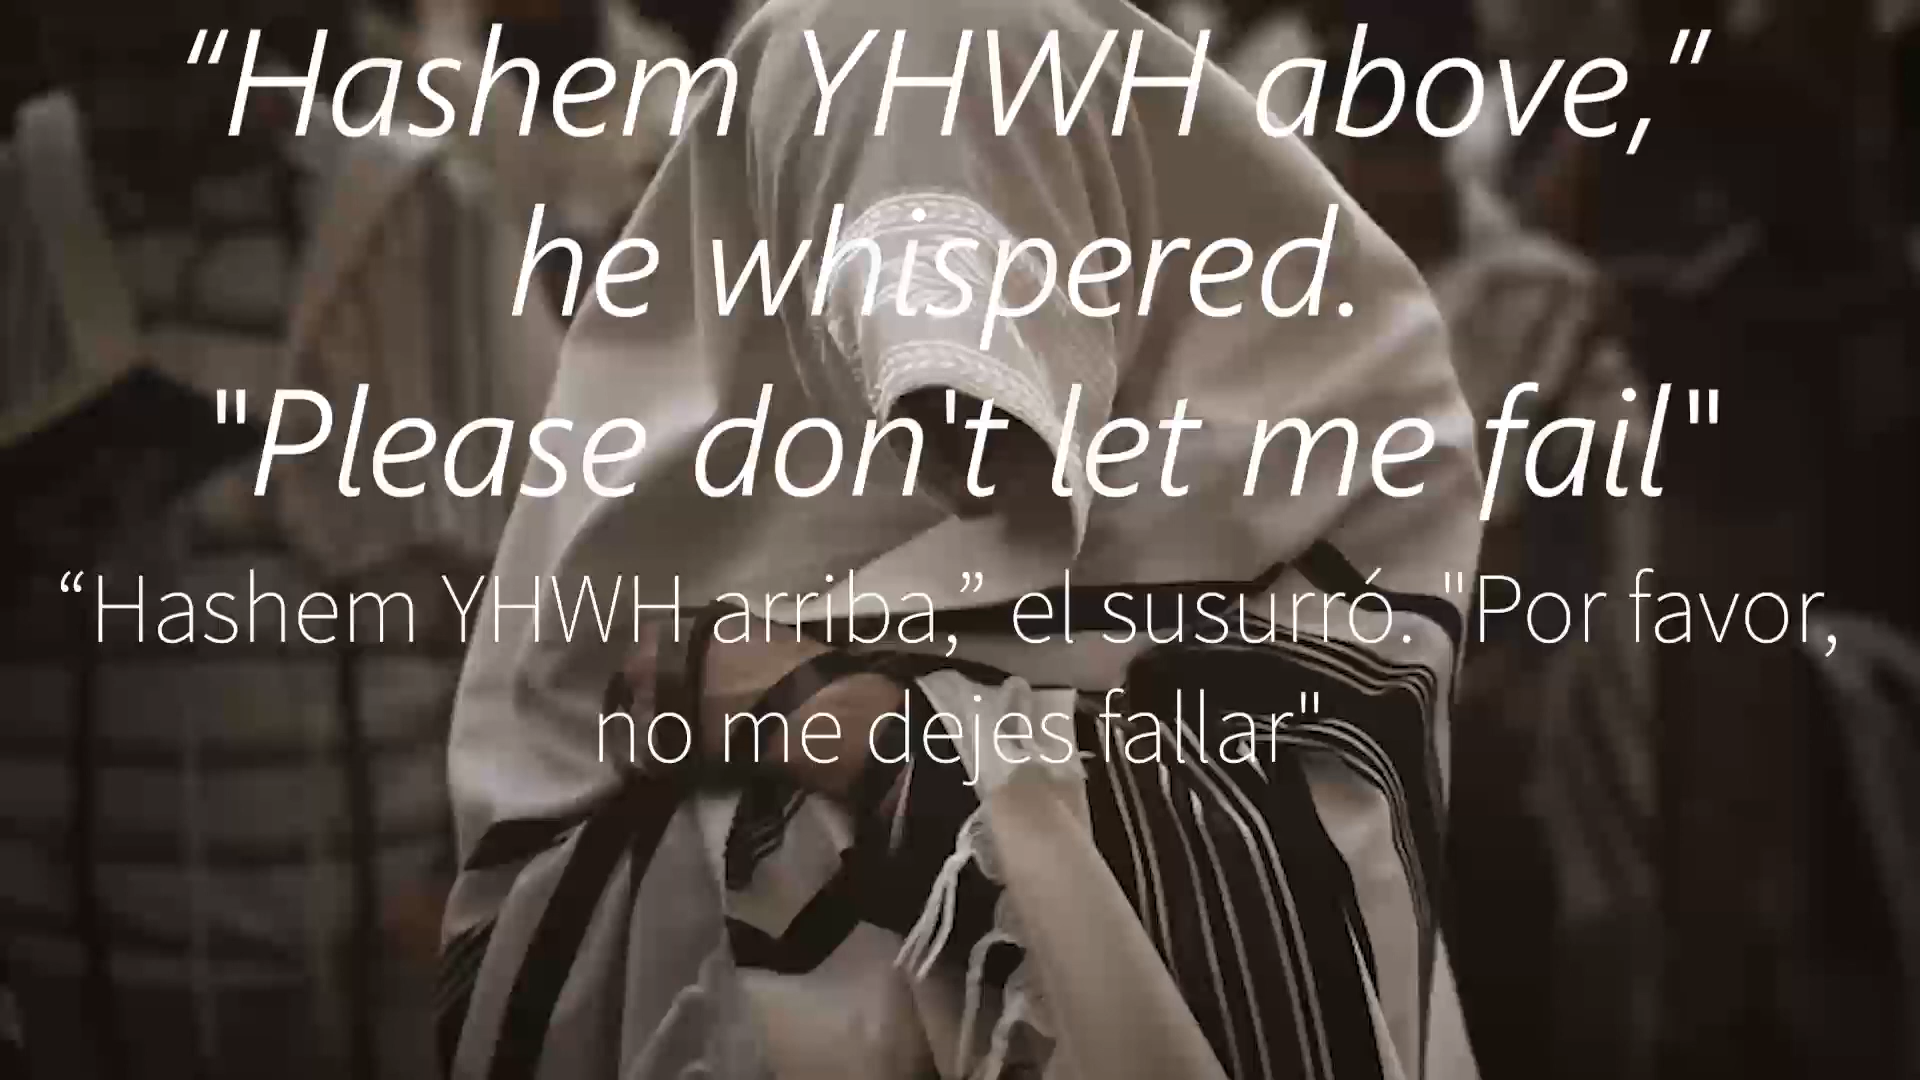 “Hashem YHWH above,”
he whispered.
"Please don't let me fail"
“Hashem YHWH arriba,” el susurró. "Por favor,
no me dejes fallar"